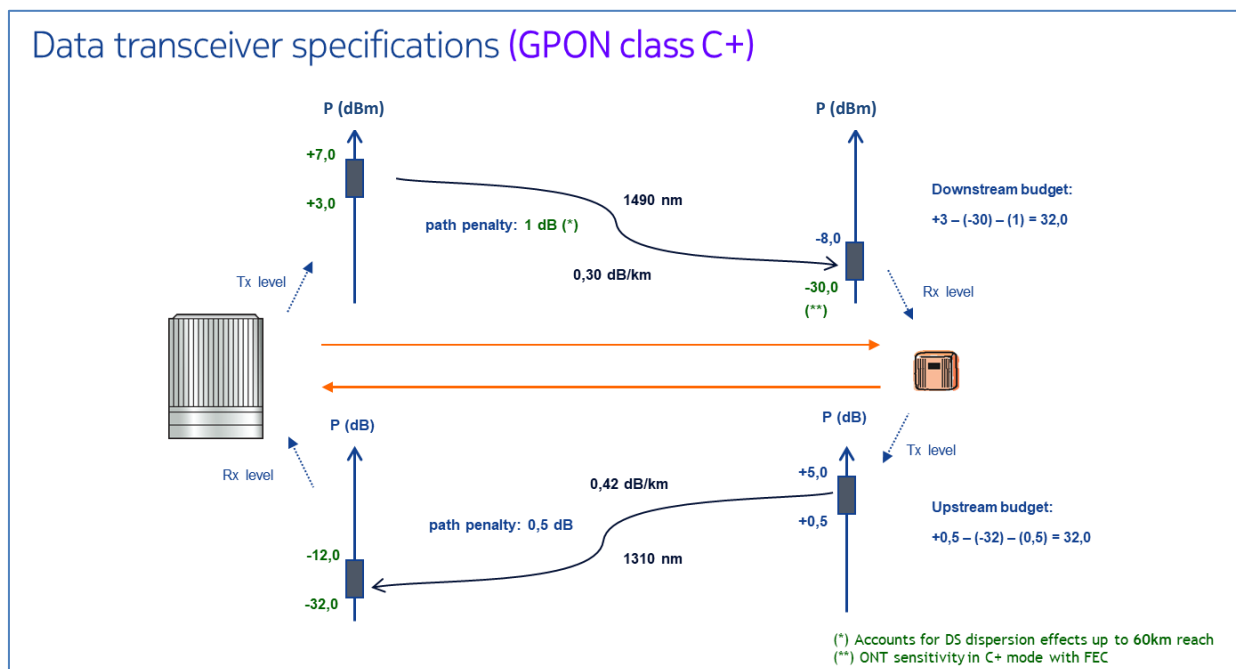 Data transceiver specifications (GPON class C+)
P (dBm)
P (dBm)
+7,0
+3,0
1490 nm
path penalty: 1 dB (*)
0,30 dB/km
Tx level
-8,0
-30,0
(**)
Rx level
Downstream budget:
+3 – (-30) – (1) = 32,0
P (dB)
P (dB)
Rx level
Tx level
0,42 dB/km
path penalty: 0,5 dB
1310 nm
-12,0
-32,0
+5,0
+0,5
Upstream budget:
+0,5 – (-32) – (0,5) = 32,0
(*) Accounts for DS dispersion effects up to 60km reach
(**) ONT sensitivity in C+ mode with FEC